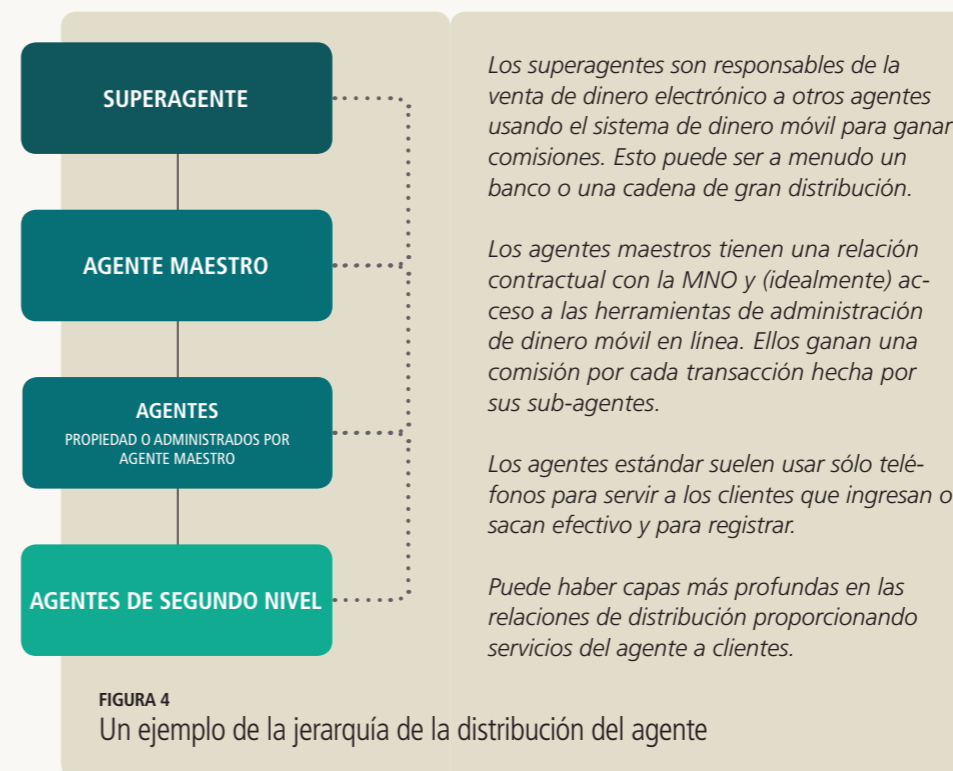 SUPERAGENTE
Los superagentes son responsables de la
venta de dinero electrónico a otros agentes
usando el sistema de dinero móvil para ganar
comisiones. Esto puede ser a menudo un
banco o una cadena de gran distribución.
AGENTE MAESTRO
Los agentes maestros tienen una relación
contractual con la MNO y (idealmente) ac-
ceso a las herramientas de administración
de dinero móvil en línea. Ellos ganan una
comisión por cada transacción hecha por
sus sub-agentes.
AGENTES
PROPIEDAD O ADMINISTRADOS POR
AGENTE MAESTRO
Los agentes estándar suelen usar sólo telé-
fonos para servir a los clientes que ingresan o
sacan efectivo y para registrar.
AGENTES DE SEGUNDO NIVEL
Puede haber capas más profundas en las
relaciones de distribución proporcionando
servicios del agente a clientes.
FIGURA 4
Un ejemplo de la jerarquía de la distribución del agente